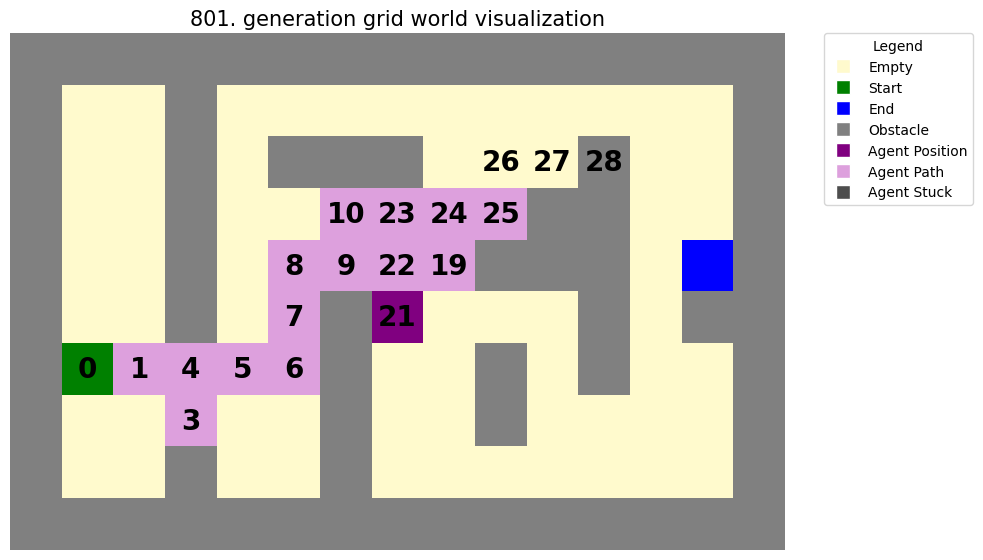 801. generation grid world visualization
Legend
Empty
Start
End
Obstacle
Agent Position
Agent Path
Agent Stuck
26 27 28
10 23 24 25
8 9 22 19
7 21
0 1 4 5 6
3